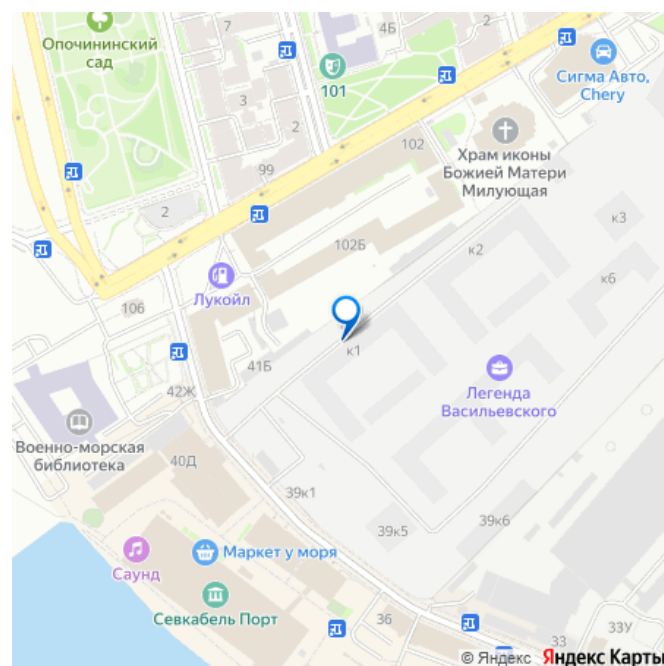 Опочининский
сад
7
4Б
101
Сигма Авто,
Chery
3
2
102
Храм иконы
Божией Матери
Милующая
99
2
к3
102Б
к2
к6
Лукойл
106
к1
41Б
Легенда
Васильевского
42Ж
Военно-морская
библиотека
40Д
39к1
39к5
39к6
Маркет у моря
Саунд
Севкабель Порт
36
33
33У
© Яндекс Яндекс Карты